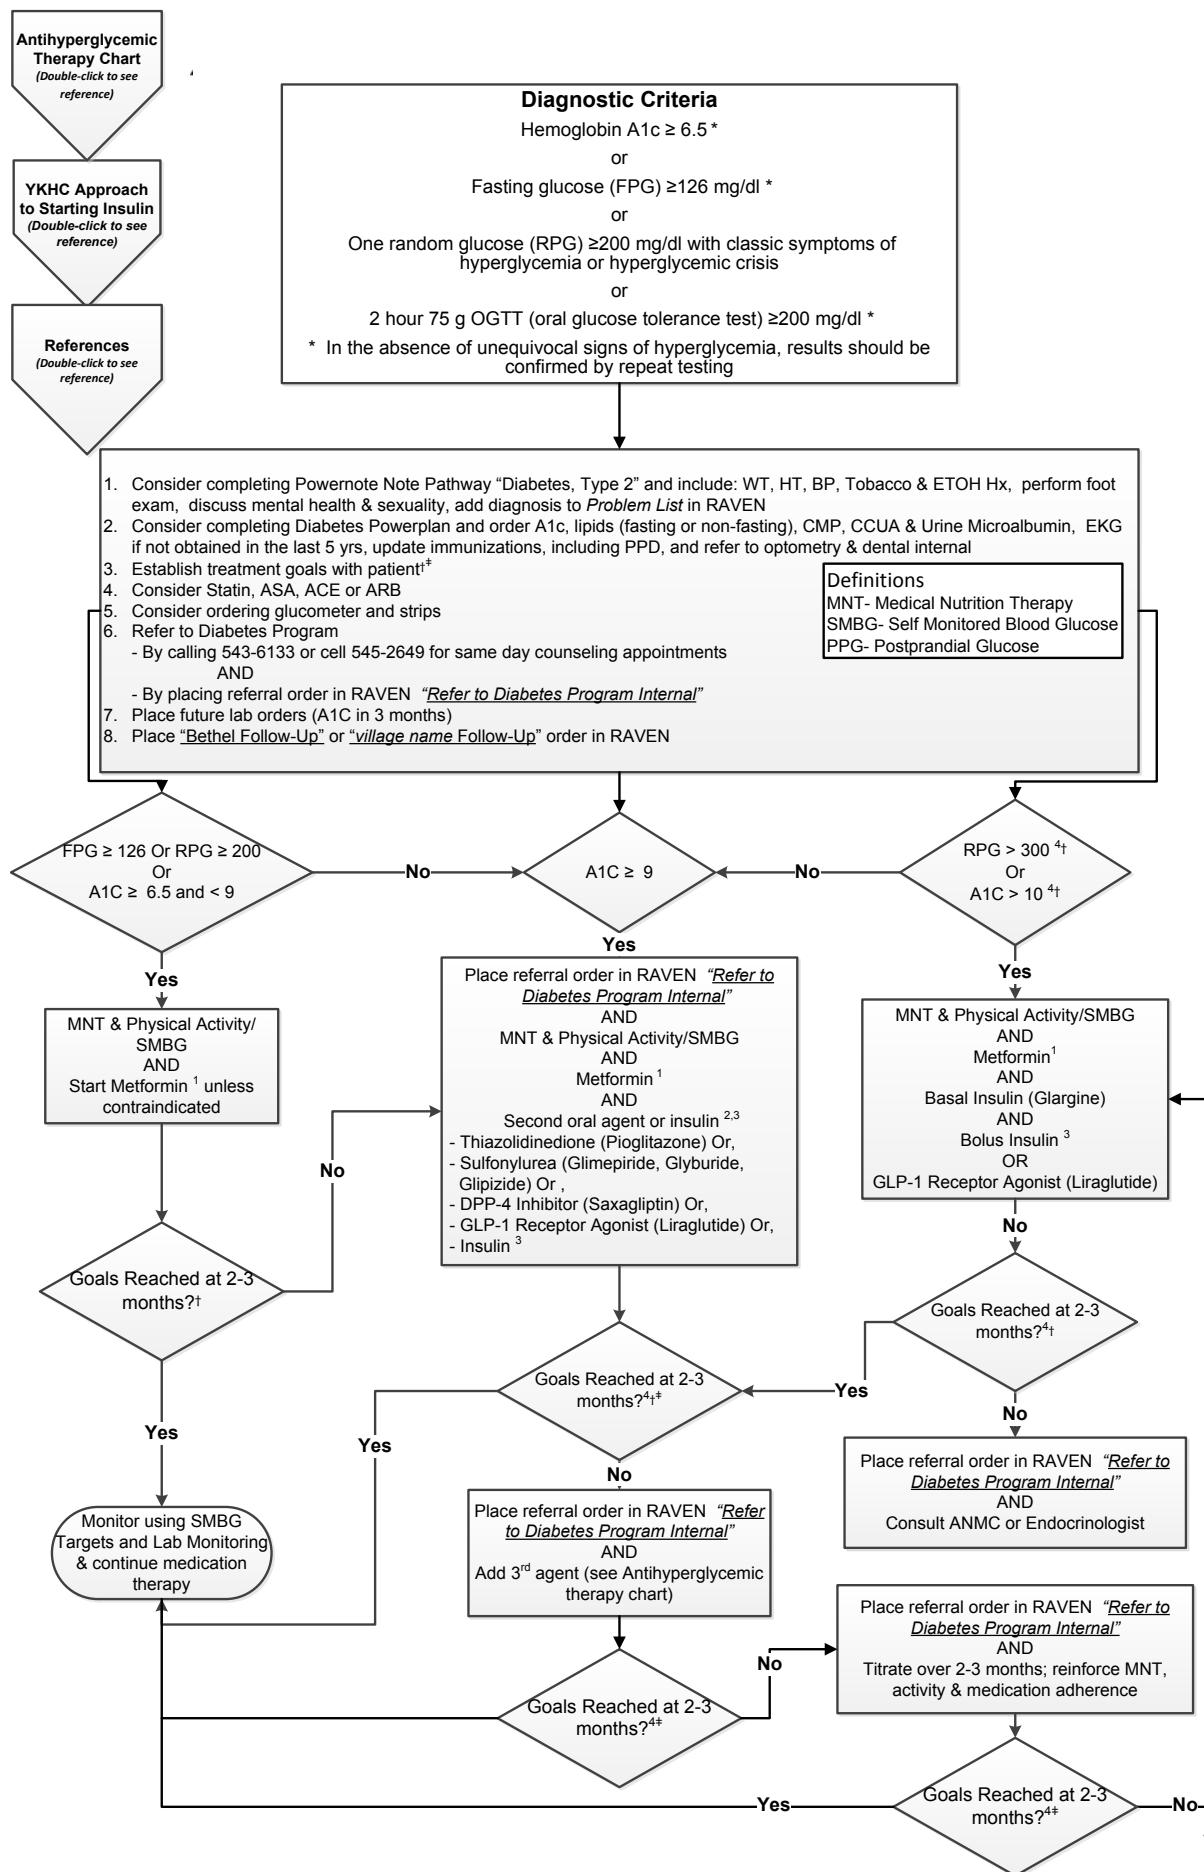 Antihyperglycemic
Therapy Chart
(Double-click to see
reference)
YKHC Approach
to Starting Insulin
(Double-click to see
reference)
References
(Double-click to see
reference)
Diagnostic Criteria
Hemoglobin A1c ≥ 6.5 *
or
Fasting glucose (FPG) ≥126 mg/dl *
or
One random glucose (RPG) ≥200 mg/dl with classic symptoms of
hyperglycemia or hyperglycemic crisis
or
2 hour 75 g OGTT (oral glucose tolerance test) ≥200 mg/dl *
* In the absence of unequivocal signs of hyperglycemia, results should be
confirmed by repeat testing
1. Consider completing Powernote Note Pathway “Diabetes, Type 2” and include: WT, HT, BP, Tobacco & ETOH Hx, perform foot
exam, discuss mental health & sexuality, add diagnosis to Problem List in RAVEN
2. Consider completing Diabetes Powerplan and order A1c, lipids (fasting or non-fasting), CMP, CCUA & Urine Microalbumin, EKG
if not obtained in the last 5 yrs, update immunizations, including PPD, and refer to optometry & dental internal
3. Establish treatment goals with patient†‡
4. Consider Statin, ASA, ACE or ARB
5. Consider ordering glucometer and strips
6. Refer to Diabetes Program
- By calling 543-6133 or cell 545-2649 for same day counseling appointments
AND
- By placing referral order in RAVEN “Refer to Diabetes Program Internal”
7. Place future lab orders (A1C in 3 months)
8. Place “Bethel Follow-Up” or “village name Follow-Up” order in RAVEN
Definitions
MNT- Medical Nutrition Therapy
SMBG- Self Monitored Blood Glucose
PPG- Postprandial Glucose
FPG ≥ 126 Or RPG ≥ 200
Or
A1C ≥ 6.5 and < 9
No
A1C ≥ 9
No
RPG > 300 4†
Or
A1C > 10 4†
Yes
Yes
Yes
MNT & Physical Activity/
SMBG
AND
Start Metformin 1 unless
contraindicated
Place referral order in RAVEN “Refer to
Diabetes Program Internal”
AND
MNT & Physical Activity/SMBG
AND
Metformin 1
AND
Second oral agent or insulin 2,3
- Thiazolidinedione (Pioglitazone) Or,
- Sulfonylurea (Glimepiride, Glyburide,
Glipizide) Or ,
- DPP-4 Inhibitor (Saxagliptin) Or,
- GLP-1 Receptor Agonist (Liraglutide) Or,
- Insulin 3
MNT & Physical Activity/SMBG
AND
Metformin1
AND
Basal Insulin (Glargine)
AND
Bolus Insulin 3
OR
GLP-1 Receptor Agonist (Liraglutide)
No
No
Goals Reached at 2-3
months?†
Goals Reached at 2-3
months?4†‡
Yes
Goals Reached at 2-3
months?4†
Yes
Yes
No
No
Monitor using SMBG
Targets and Lab Monitoring
& continue medication
therapy
Place referral order in RAVEN “Refer
to Diabetes Program Internal”
AND
Add 3rd agent (see Antihyperglycemic
therapy chart)
Place referral order in RAVEN “Refer to
Diabetes Program Internal”
AND
Consult ANMC or Endocrinologist
Goals Reached at 2-3
months?4‡
No
Place referral order in RAVEN “Refer to
Diabetes Program Internal”
AND
Titrate over 2-3 months; reinforce MNT,
activity & medication adherence
Yes
Goals Reached at 2-3
months?4‡
No